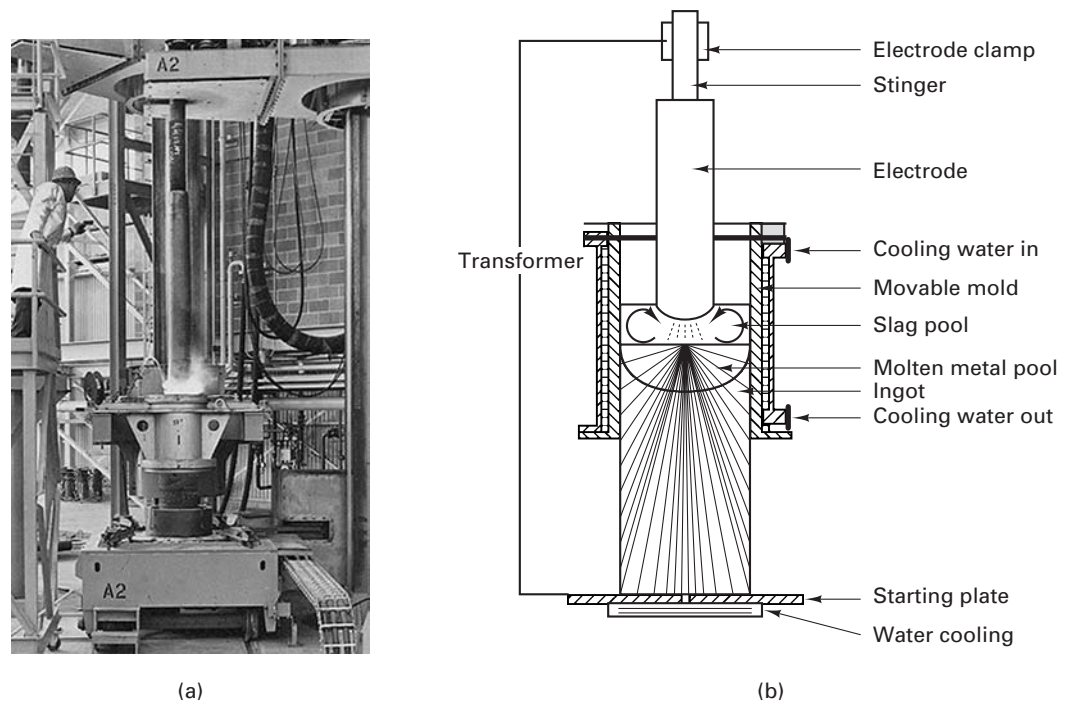 A2
A2
(a)
Electrode clamp
Stinger
Electrode
Transformer
Cooling water in
Movable mold
Slag pool
Molten metal pool
Ingot
Cooling water out
Starting plate
Water cooling
(b)